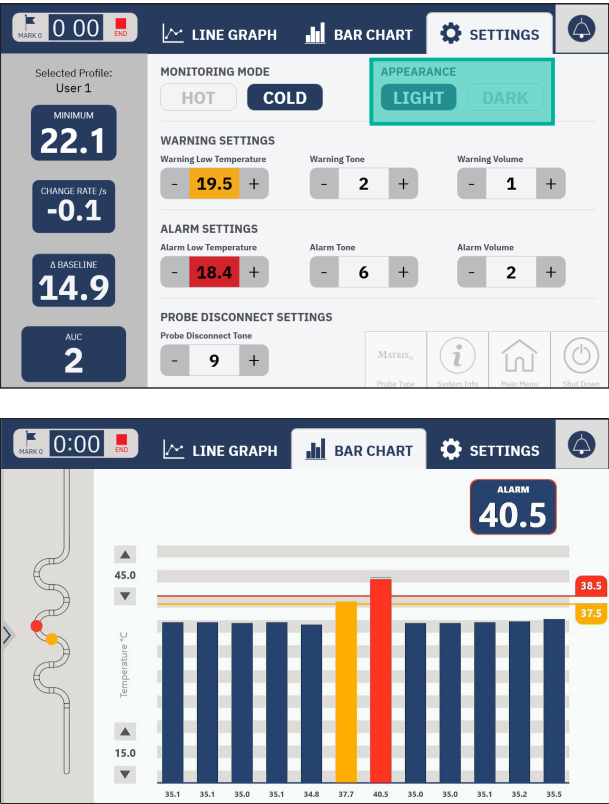 MARK 0
0 00
END
LINE GRAPH
BAR CHART
SETTINGS
Selected Profile:
User 1
MINIMUM
22.1
CHANGE RATE /s
-0.1
Δ BASELINE
14.9
AUC
2
MONITORING MODE
HOT COLD
APPEARANCE
LIGHT DARK
WARNING SETTINGS
Warning Low Temperature Warning Tone Warning Volume
- 19.5 + - 2 + - 1 +
ALARM SETTINGS
Alarm Low Temperature Alarm Tone Alarm Volume
- 18.4 + - 6 + - 2 +
PROBE DISCONNECT SETTINGS
Probe Disconnect Tone
- 9 +
MATRIX
Probe Type System Info Main Menu Shut Down
MARK 0
0:00
END
LINE GRAPH
BAR CHART
SETTINGS
ALARM
40.5
45.0
38.5
37.5
Temperature °C
15.0
35.1 35.1 35.0 35.1 34.8 37.7 40.5 35.0 35.0 35.1 35.2 35.5